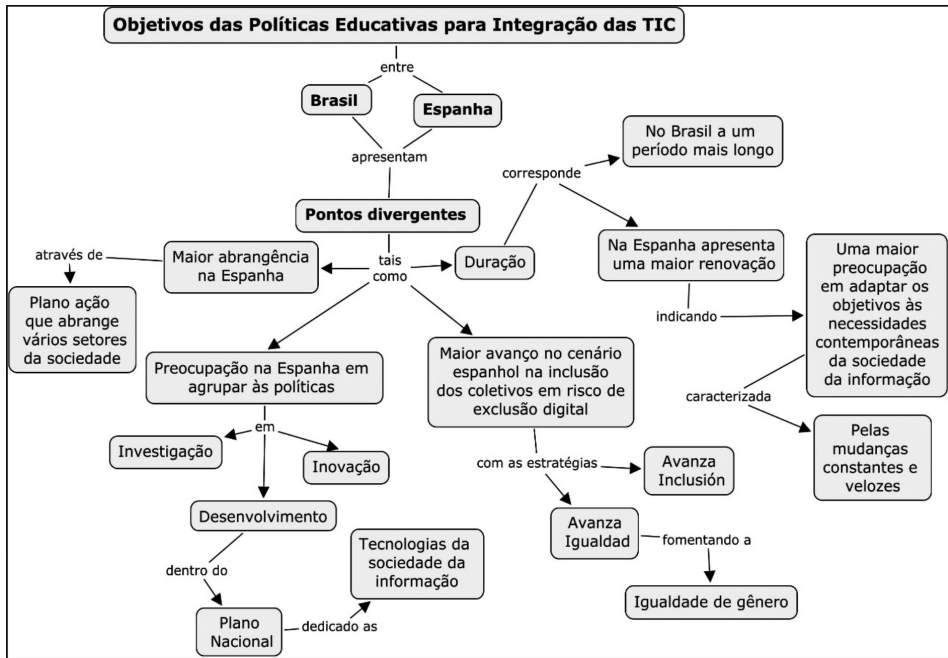 Objetivos das Políticas Educativas para Integração das TIC
entre
Brasil
Espanha
apresentam
Pontos divergentes
tais
como
Maior abrangência
na Espanha
através de
Plano ação
que abrange
vários setores
da sociedade
Duração
corresponde
No Brasil a um
período mais longo
Na Espanha apresenta
uma maior renovação
indicando
Uma maior
preocupação
em adaptar os
objetivos às
necessidades
contemporâneas
da sociedade
da informação
caracterizada
Pelas
mudanças
constantes e
velozes
Preocupação na Espanha em
agrupar às políticas
em
Investigação
Inovação
Desenvolvimento
dentro do
Plano
Nacional
dedicado as
Tecnologias da
sociedade da
informação
Maior avanço no cenário
espanhol na inclusão
dos coletivos em risco de
exclusão digital
com as estratégias
Avanza
Inclusión
Avanza
Igualdad
fomentando a
Igualdade de gênero